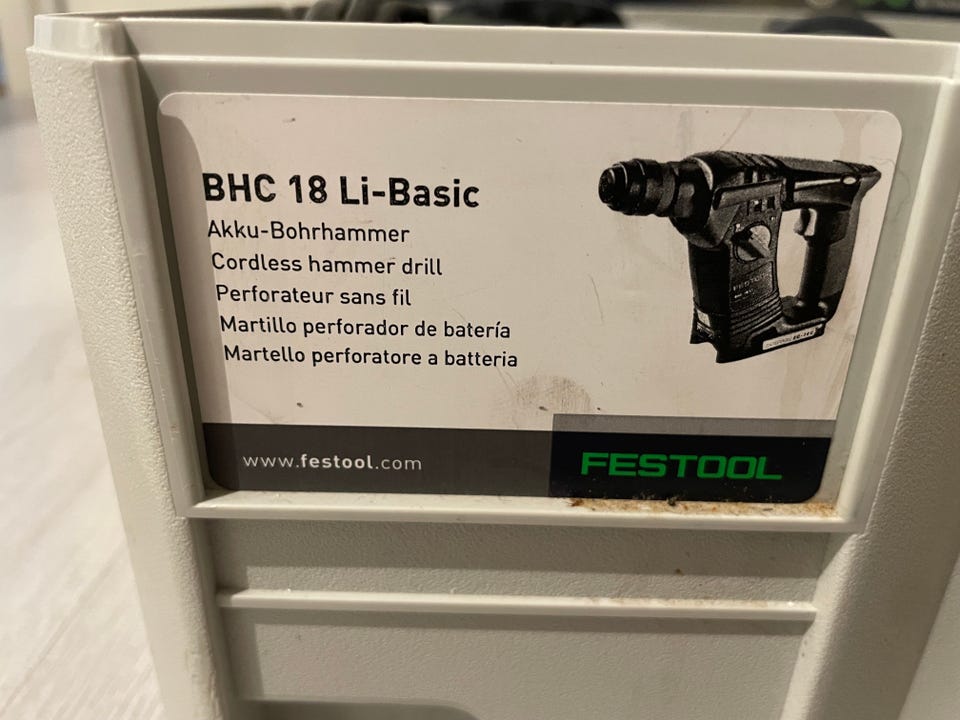 BHC 18 Li-Basic
Akku-Bohrhammer
Cordless hammer drill
Perforateur sans fil
Martillo perforador de batería
Martello perforatore a batteria
www.festool.com
FESTOOL
FESTOOL